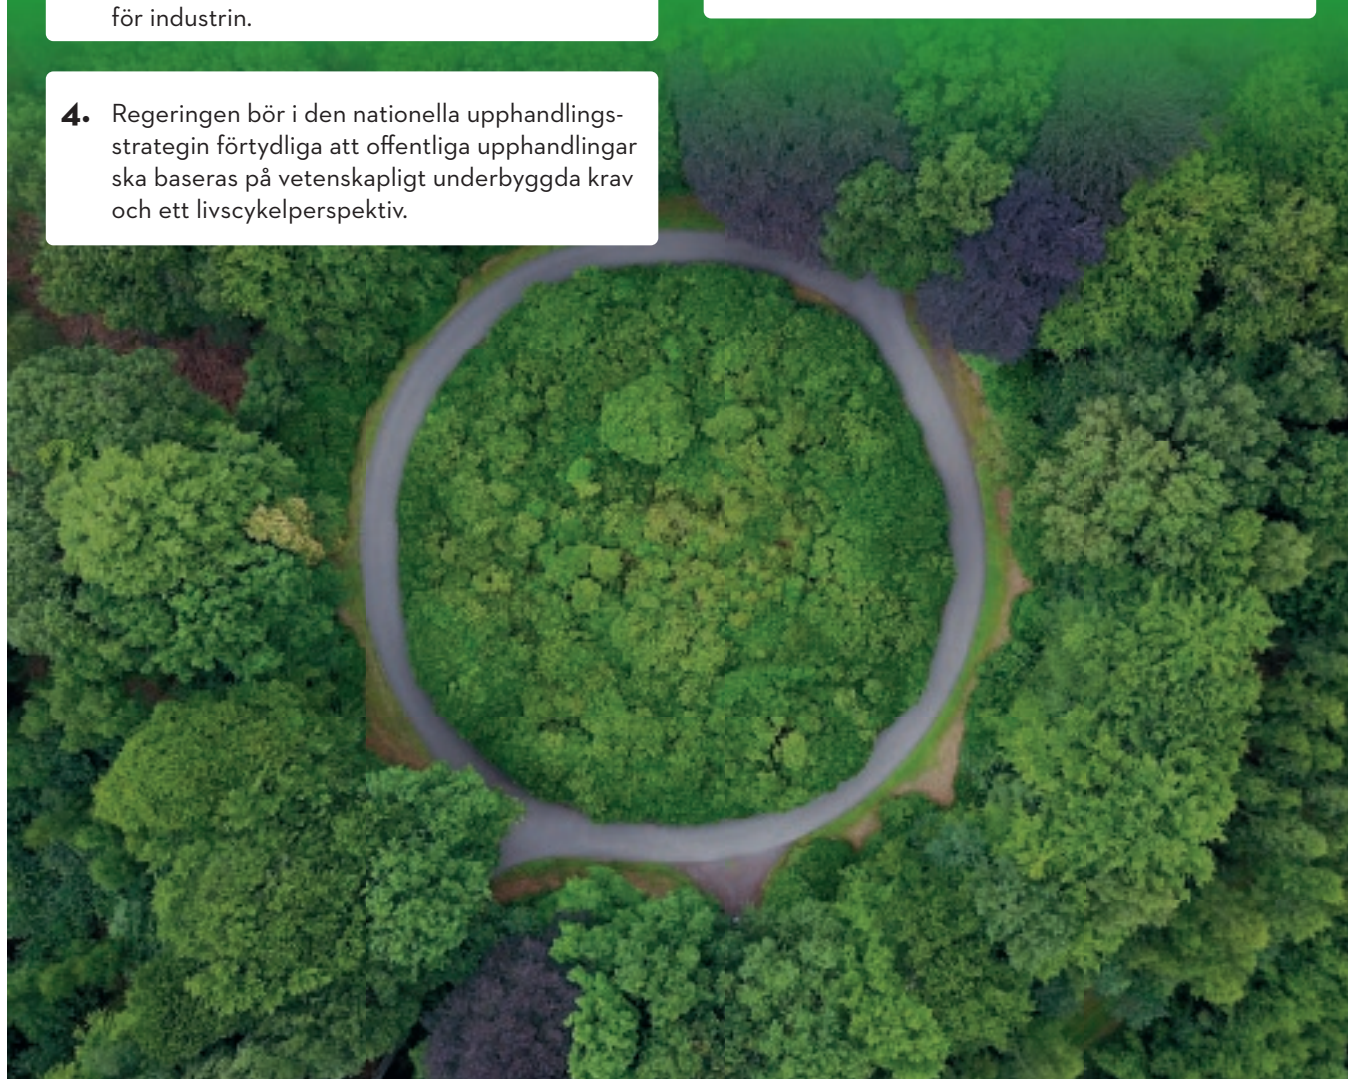 för industrin.
4. Regeringen bör i den nationella upphandlings-
strategin förtydliga att offentliga upphandlingar
ska baseras på vetenskapligt underbyggda krav
och ett livscykelperspektiv.